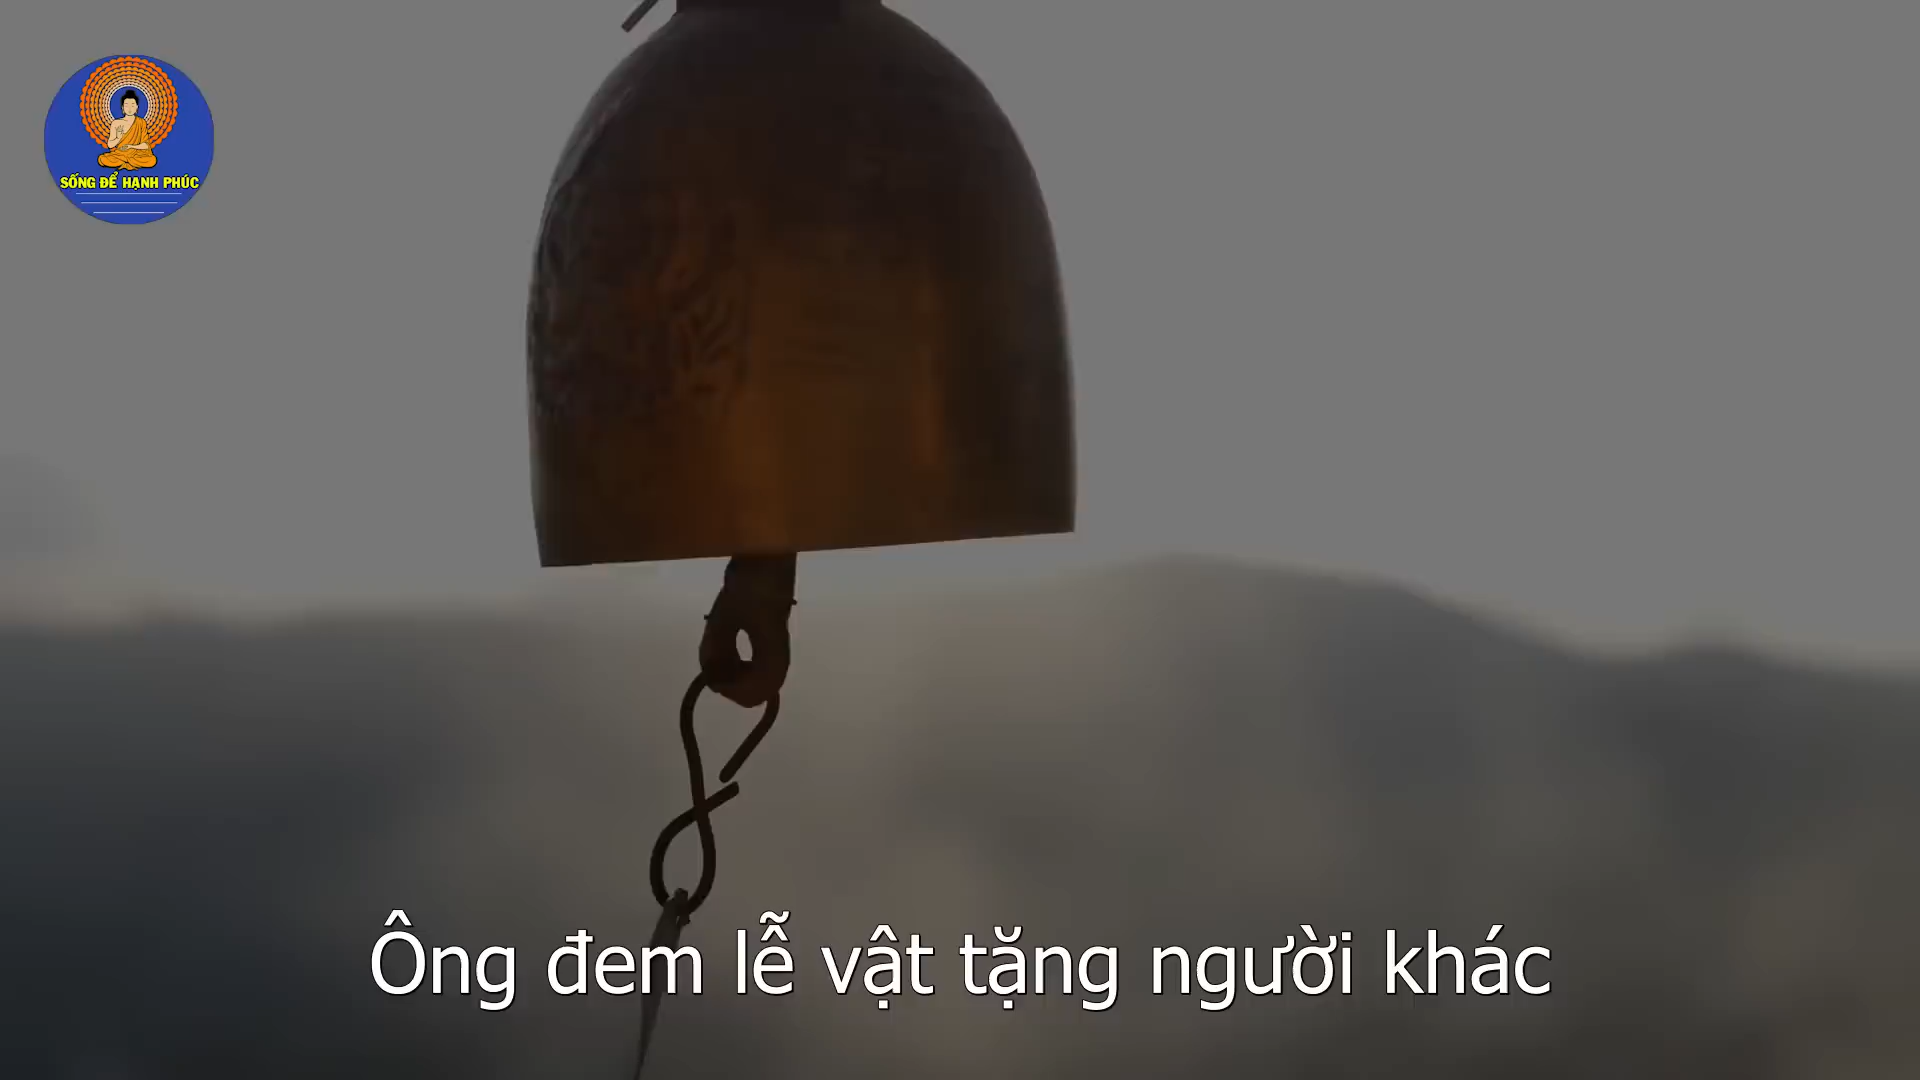 SỐNG ĐỂ HẠNH PHÚC
Ông đem lễ vật tặng người khác